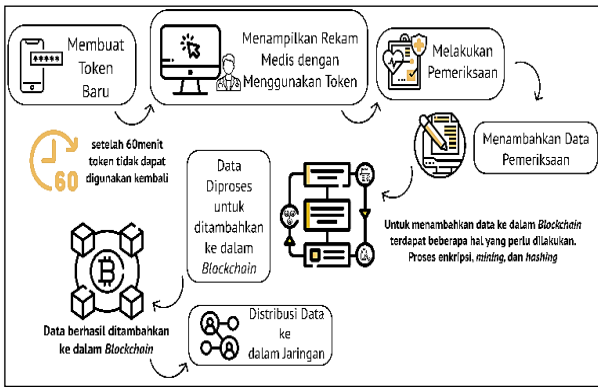 Membuat
Token
Baru
Menampilkan Rekam
Medis dengan
Menggunakan Token
Melakukan
Pemeriksaan
60
setelah 60menit
token tidak dapat
digunakan kembali
Menambahkan Data
Pemeriksaan
Data
Diproses
untuk
ditambahkan
ke dalam
Blockchain
Untuk menambahkan data ke dalam Blockchain
terdapat beberapa hal yang perlu dilakukan.
Proses enkripsi, mining, dan hashing
Data berhasil ditambahkan
ke dalam Blockchain
Distribusi Data
ke
dalam Jaringan